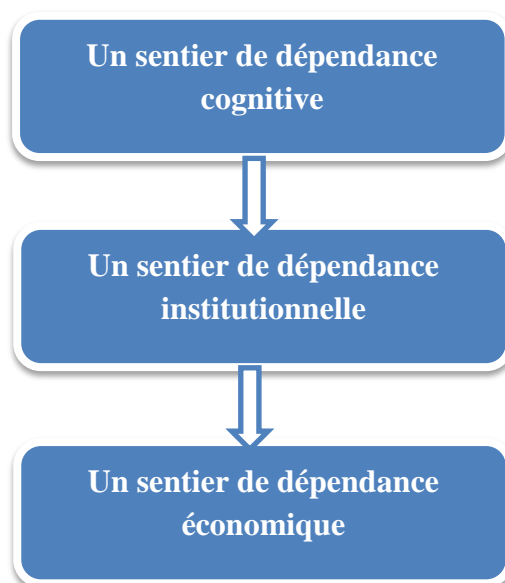 Un sentier de dépendance
cognitive
Un sentier de dépendance
institutionnelle
Un sentier de dépendance
économique